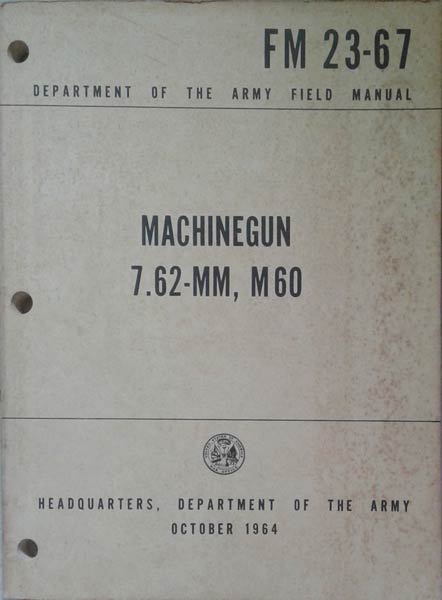 FM 23-67
DEPARTMENT OF THE ARMY FIELD MANUAL
MACHINEGUN
7.62-MM, M60
HEADQUARTERS, DEPARTMENT OF THE ARMY
OCTOBER 1964